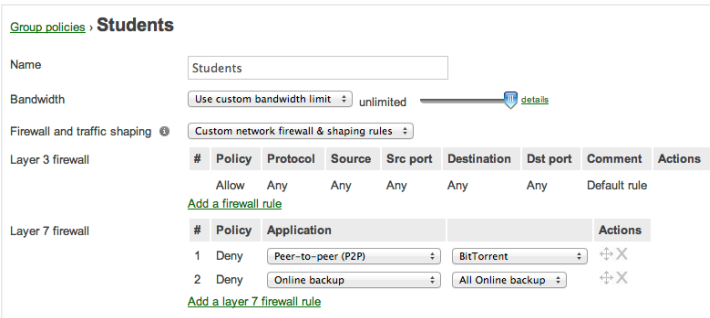 Group policies › Students
Name Students
Bandwidth Use custom bandwidth limit unlimited details
Firewall and traffic shaping i Custom network firewall & shaping rules
Layer 3 firewall # Policy Protocol Source Src port Destination Dst port Comment Actions
Allow Any Any Any Any Any Default rule
Add a firewall rule
Layer 7 firewall # Policy Application Actions
1 Deny Peer-to-peer (P2P) BitTorrent X
2 Deny Online backup All Online backup X
Add a layer 7 firewall rule